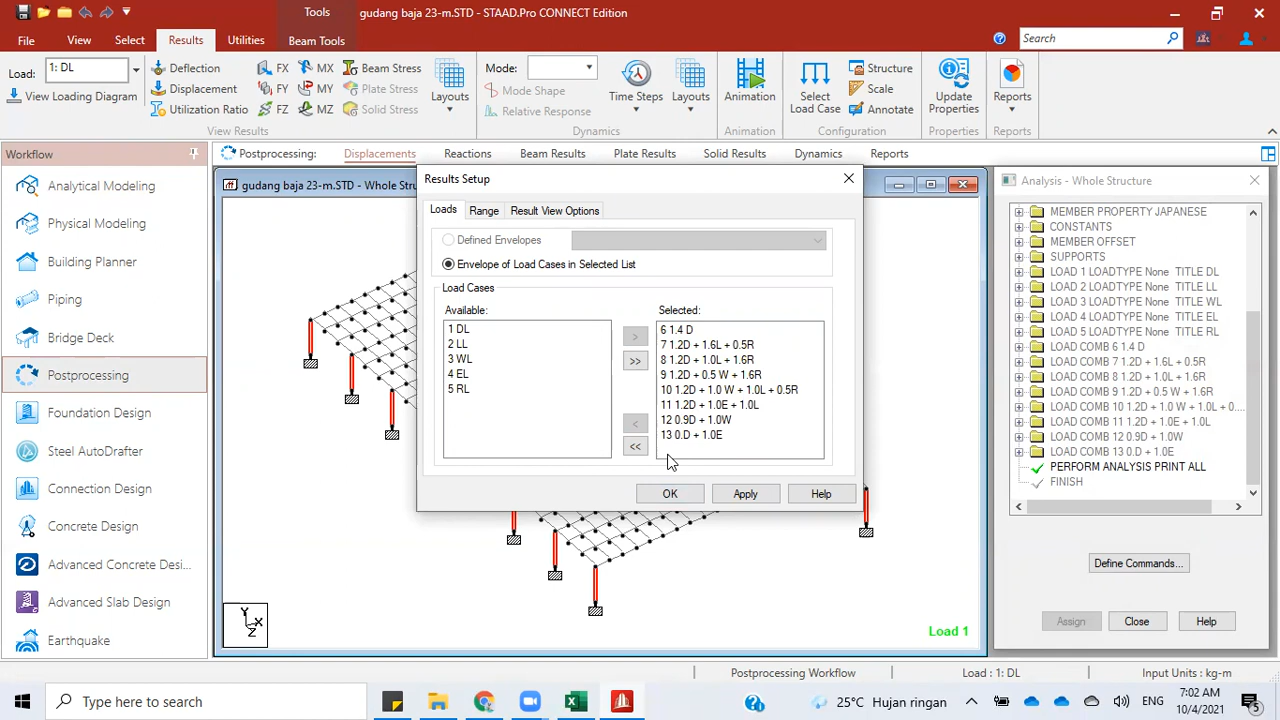 Tools
gudang baja 23-m.STD - STAAD.Pro CONNECT Edition
File
View
Select
Results
Utilities
Beam Tools
Search
Load:
1: DL
View Loading Diagram
Deflection
Displacement
Utilization Ratio
FX
FY
FZ
MX
MY
MZ
Beam Stress
Plate Stress
Solid Stress
Layouts
View Results
Mode:
Mode Shape
Relative Response
Time Steps
Layouts
Dynamics
Animation
Animation
Select Load Case
Structure
Scale
Annotate
Configuration
Update Properties
Properties
Reports
Reports
Workflow
Postprocessing:
Displacements
Reactions
Beam Results
Plate Results
Solid Results
Dynamics
Reports
Analytical Modeling
Physical Modeling
Building Planner
Piping
Bridge Deck
Postprocessing
Foundation Design
Steel AutoDrafter
Connection Design
Concrete Design
Advanced Concrete Desi...
Advanced Slab Design
Earthquake
gudang baja 23-m.STD - Whole Stru
Results Setup
Loads
Range
Result View Options
Defined Envelopes
Envelope of Load Cases in Selected List
Load Cases
Available:
1 DL
2 LL
3 WL
4 EL
5 RL
>
>>
<
<<
Selected:
6 1.4 D
7 1.2D + 1.6L + 0.5R
8 1.2D + 1.0L + 1.6R
9 1.2D + 0.5 W + 1.6R
10 1.2D + 1.0 W + 1.0L + 0.5R
11 1.2D + 1.0E + 1.0L
12 0.9D + 1.0W
13 0.D + 1.0E
OK
Apply
Help
Y
X
Z
Load 1
Analysis - Whole Structure
MEMBER PROPERTY JAPANESE
CONSTANTS
MEMBER OFFSET
SUPPORTS
LOAD 1 LOADTYPE None TITLE DL
LOAD 2 LOADTYPE None TITLE LL
LOAD 3 LOADTYPE None TITLE WL
LOAD 4 LOADTYPE None TITLE EL
LOAD 5 LOADTYPE None TITLE RL
LOAD COMB 6 1.4 D
LOAD COMB 7 1.2D + 1.6L + 0.5R
LOAD COMB 8 1.2D + 1.0L + 1.6R
LOAD COMB 9 1.2D + 0.5 W + 1.6R
LOAD COMB 10 1.2D + 1.0 W + 1.0L + 0....
LOAD COMB 11 1.2D + 1.0E + 1.0L
LOAD COMB 12 0.9D + 1.0W
LOAD COMB 13 0.D + 1.0E
PERFORM ANALYSIS PRINT ALL
FINISH
Define Commands...
Assign
Close
Help
Postprocessing Workflow
Load : 1: DL
Input Units : kg-m
Type here to search
25°C Hujan ringan
ENG
7:02 AM
10/4/2021
5